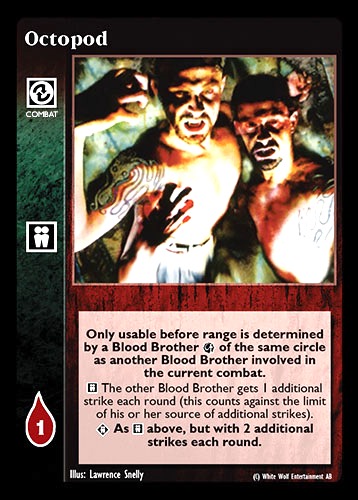 Octopod
COMBAT
Only usable before range is determined
by a Blood Brother of the same circle
as another Blood Brother involved in
the current combat.
The other Blood Brother gets 1 additional
strike each round (this counts against the limit
of his or her source of additional strikes).
As above, but with 2 additional
strikes each round.
1
Illus: Lawrence Snelly
(C) White Wolf Entertainment AB